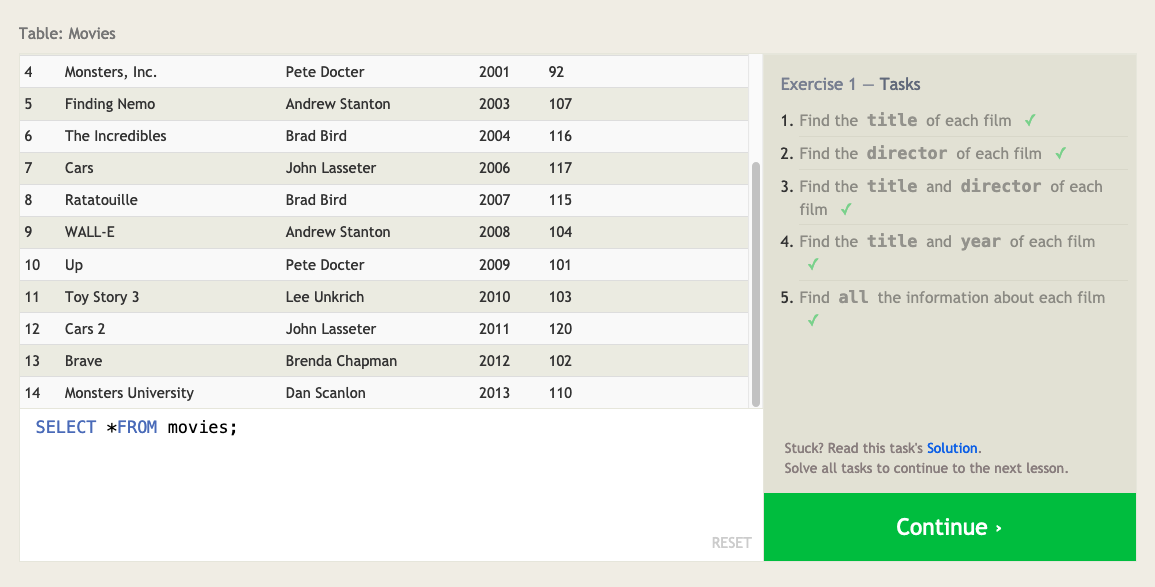 Table: Movies
4 Monsters, Inc. Pete Docter 2001 92
5 Finding Nemo Andrew Stanton 2003 107
6 The Incredibles Brad Bird 2004 116
7 Cars John Lasseter 2006 117
8 Ratatouille Brad Bird 2007 115
9 WALL-E Andrew Stanton 2008 104
10 Up Pete Docter 2009 101
11 Toy Story 3 Lee Unkrich 2010 103
12 Cars 2 John Lasseter 2011 120
13 Brave Brenda Chapman 2012 102
14 Monsters University Dan Scanlon 2013 110
SELECT *FROM movies;
RESET
Exercise 1 — Tasks
1. Find the title of each film ✓
2. Find the director of each film ✓
3. Find the title and director of each
film ✓
4. Find the title and year of each film
✓
5. Find all the information about each film
✓
Stuck? Read this task's Solution.
Solve all tasks to continue to the next lesson.
Continue ›